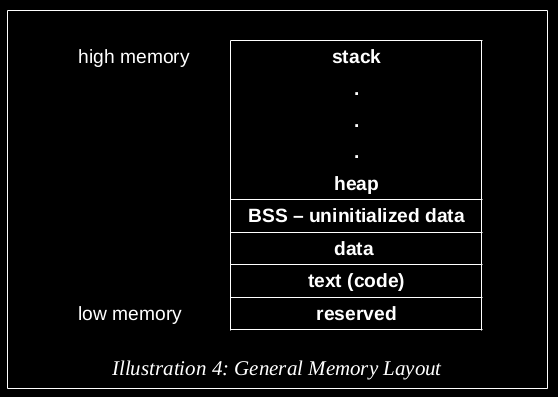 high memory stack
.
.
.
heap
BSS – uninitialized data
data
text (code)
low memory reserved
Illustration 4: General Memory Layout